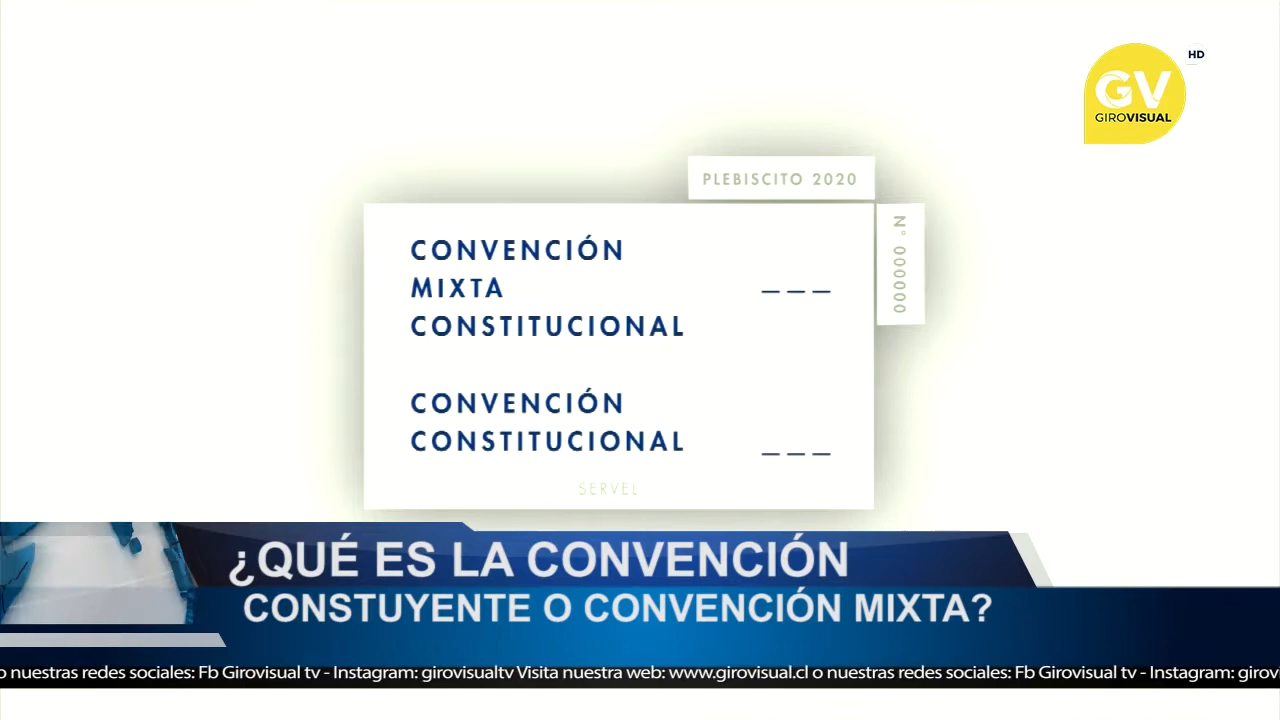 HD
GV
GIROVISUAL
PLEBISCITO 2020
N° 000000
CONVENCIÓN
MIXTA
CONSTITUCIONAL
CONVENCIÓN
CONSTITUCIONAL
SERVEL
¿QUÉ ES LA CONVENCIÓN
CONSTUYENTE O CONVENCIÓN MIXTA?
o nuestras redes sociales: Fb Girovisual tv - Instagram: girovisualtv Visita nuestra web: www.girovisual.cl o nuestras redes sociales: Fb Girovisual tv - Instagram: girovi